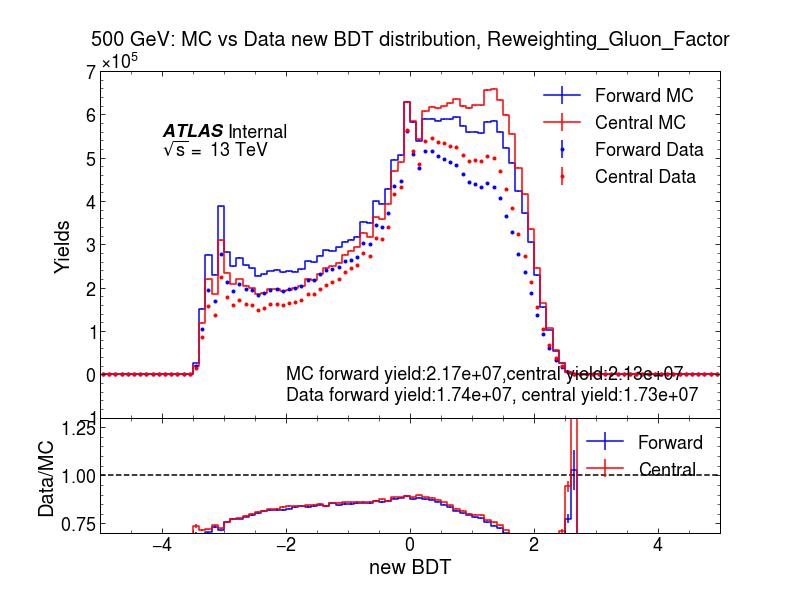 500 GeV: MC vs Data new BDT distribution, Reweighting_Gluon_Factor
×10⁵
7
6
5
4
3
2
1
0
−1
Yields
ATLAS Internal
√s = 13 TeV
Forward MC
Central MC
Forward Data
Central Data
MC forward yield:2.17e+07,central yield:2.13e+07
Data forward yield:1.74e+07, central yield:1.73e+07
1.25
1.00
0.75
Data/MC
Forward
Central
−4 −2 0 2 4
new BDT